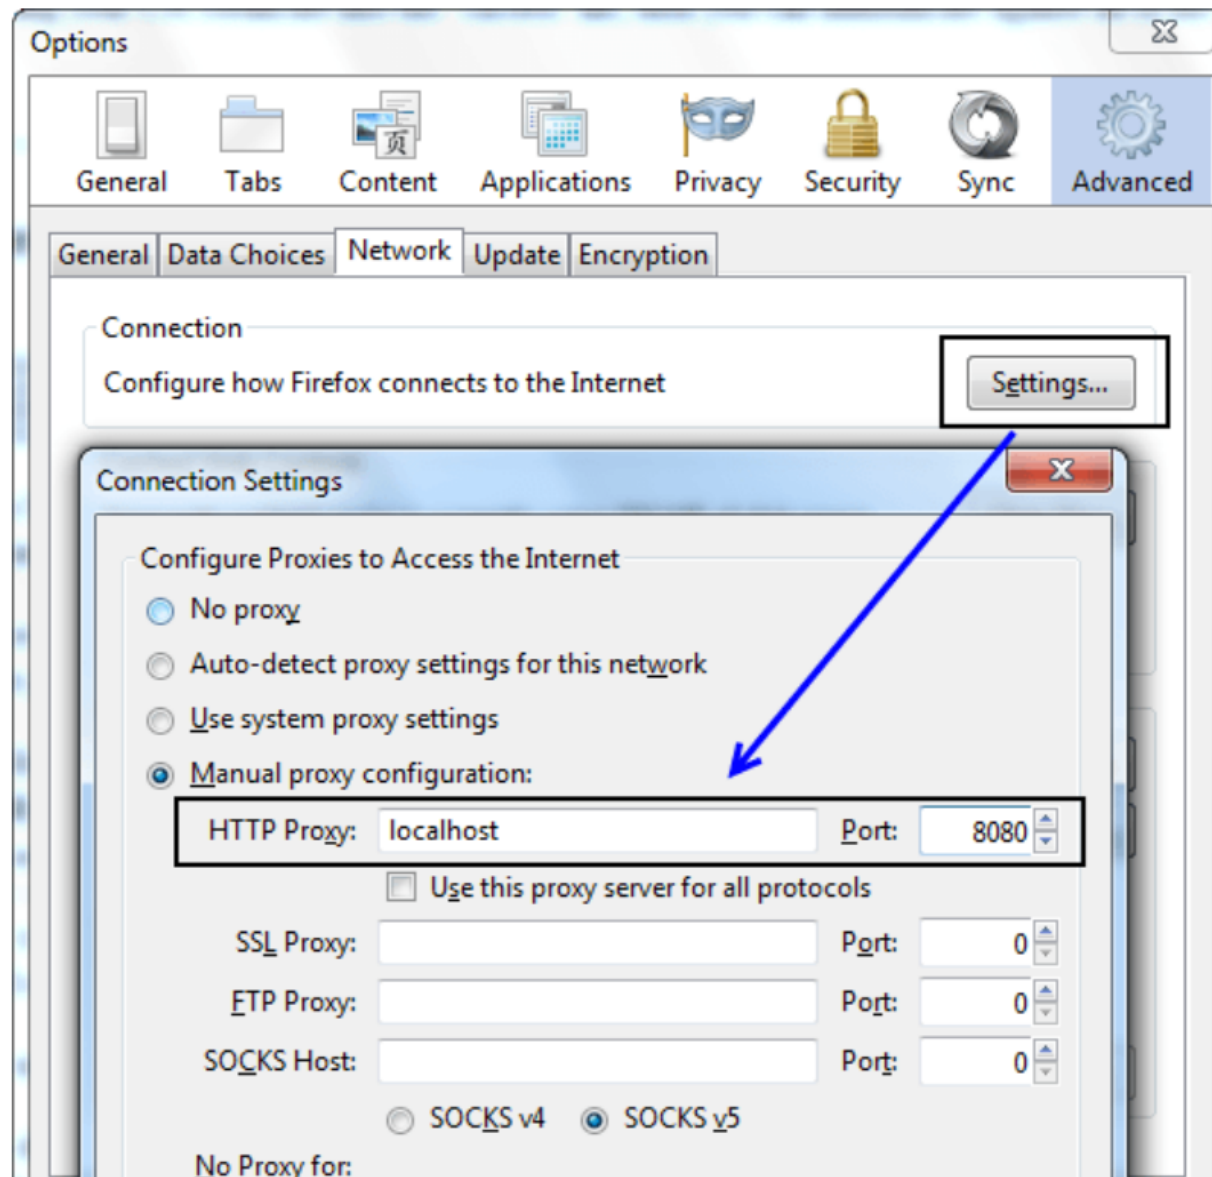 Options
页
General Tabs Content Applications Privacy Security Sync Advanced
General Data Choices Network Update Encryption
Connection
Configure how Firefox connects to the Internet Settings...
Connection Settings
Configure Proxies to Access the Internet
No proxy
Auto-detect proxy settings for this network
Use system proxy settings
Manual proxy configuration:
HTTP Proxy: localhost Port: 8080
Use this proxy server for all protocols
SSL Proxy: Port: 0
FTP Proxy: Port: 0
SOCKS Host: Port: 0
SOCKS v4 SOCKS v5
No Proxy for: